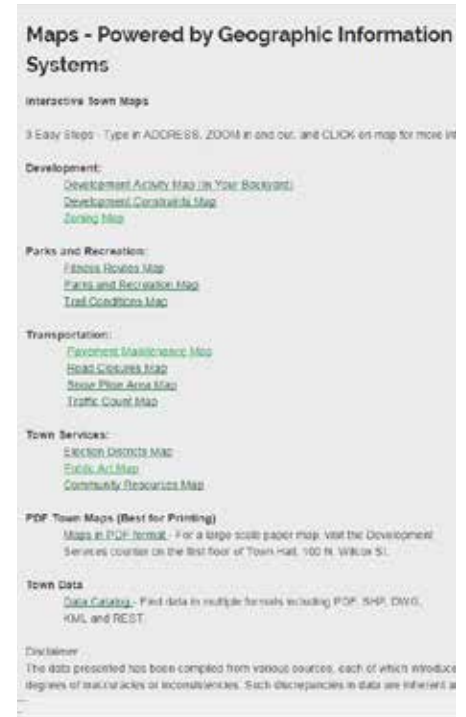 Maps - Powered by Geographic Information
Systems
Interactive Town Maps
3 Easy Steps - Type in ADDRESS, ZOOM in and out, and CLICK on map for more
Development:
Development Activity Map (In Your Backyard)
Development Constraints Map
Zoning Map
Parks and Recreation:
Fitness Routes Map
Parks and Recreation Map
Trail Conditions Map
Transportation:
Pavement Maintenance Map
Road Closures Map
Snow Plow Area Map
Traffic Count Map
Town Services:
Election Districts Map
Public Art Map
Community Resources Map
PDF Town Maps (Best for Printing)
Maps in PDF format - For a large scale paper map, visit the Development
Services counter on the first floor of Town Hall, 100 N. Wilcox St.
Town Data
Data Catalog - Find data in multiple formats including PDF, SHP, DWG,
KML and REST.
Disclaimer
The data presented has been compiled from various sources, each of which introduce
degrees of inaccuracies or inconsistencies. Such discrepancies in data are inherent